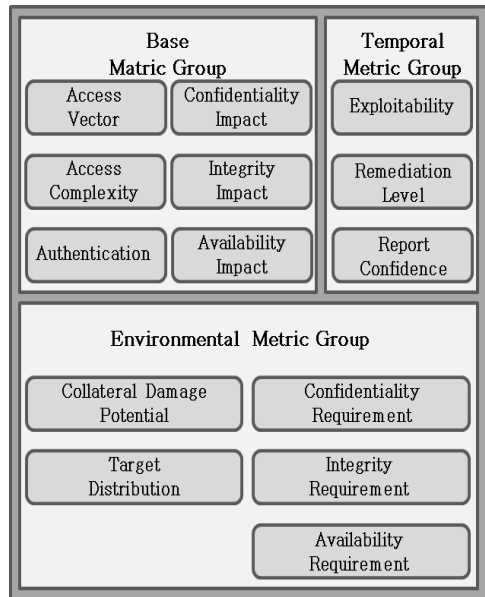 Base
Matric Group
Access
Vector
Confidentiality
Impact
Access
Complexity
Integrity
Impact
Authentication
Availability
Impact
Temporal
Metric Group
Exploitability
Remediation
Level
Report
Confidence
Environmental Metric Group
Collateral Damage
Potential
Confidentiality
Requirement
Target
Distribution
Integrity
Requirement
Availability
Requirement